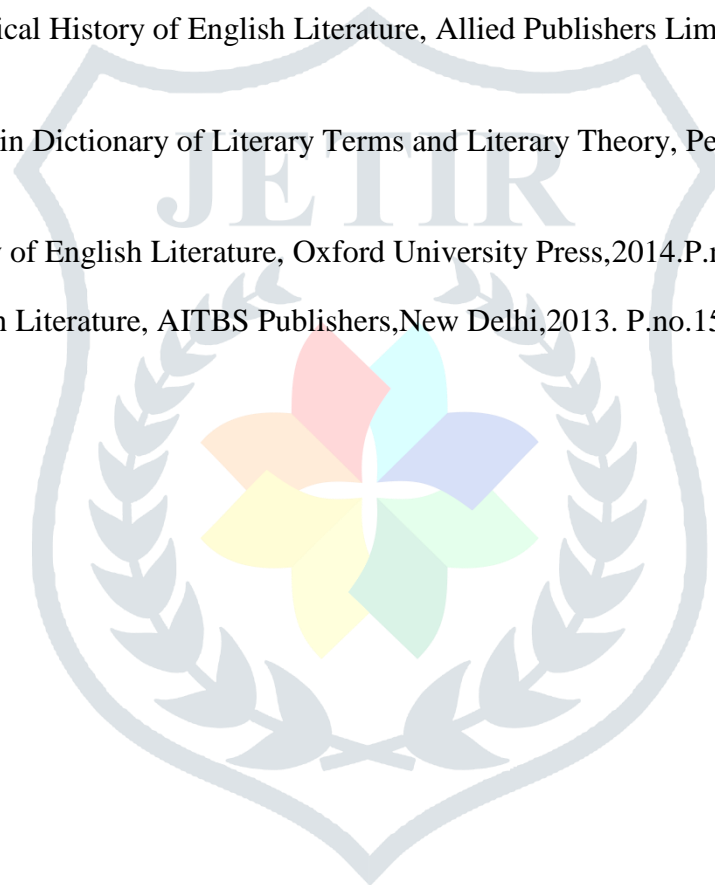 ical History of English Literature, Allied Publishers Lim
in Dictionary of Literary Terms and Literary Theory, Pe
JETIR
of English Literature, Oxford University Press,2014.P.
Literature, AITBS Publishers,New Delhi,2013. P.no.15